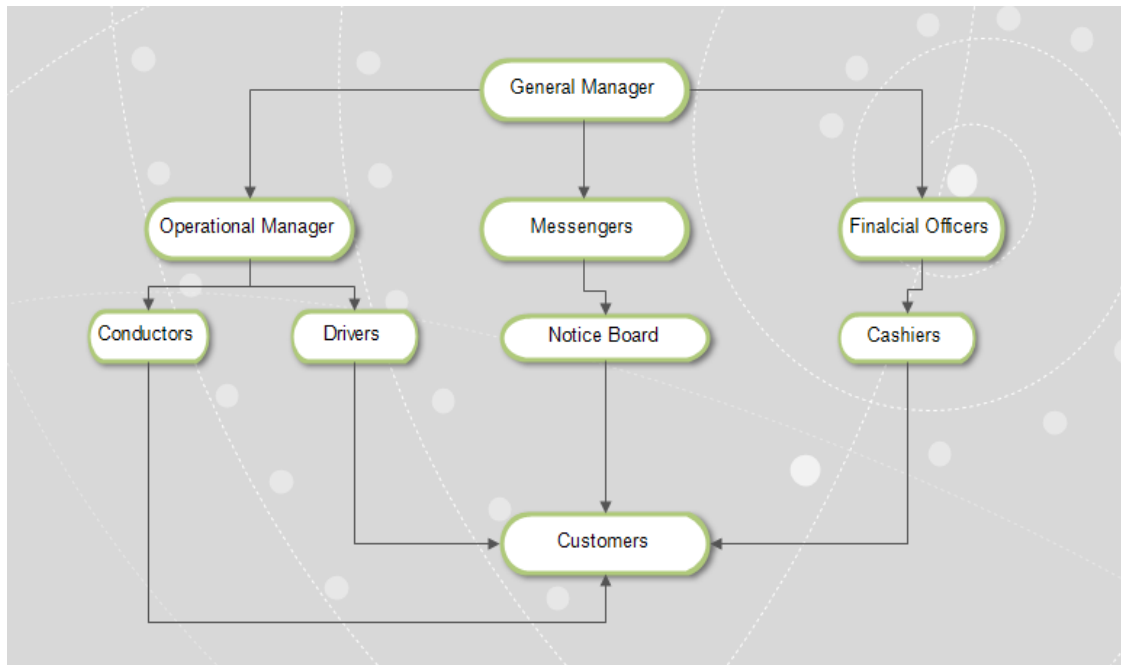 General Manager
Operational Manager
Messengers
Finalcial Officers
Conductors
Drivers
Notice Board
Cashiers
Customers